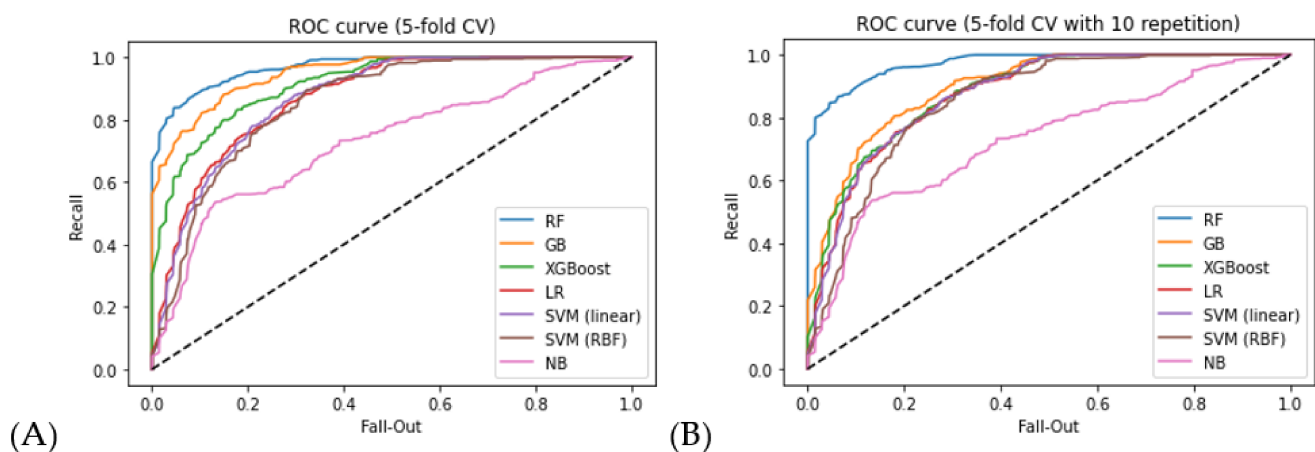 ROC curve (5-fold CV)
Recall
1.0
0.8
0.6
0.4
0.2
0.0
0.0 0.2 0.4 0.6 0.8 1.0
Fall-Out
RF
GB
XGBoost
LR
SVM (linear)
SVM (RBF)
NB
(A)
ROC curve (5-fold CV with 10 repetition)
Recall
1.0
0.8
0.6
0.4
0.2
0.0
0.0 0.2 0.4 0.6 0.8 1.0
Fall-Out
RF
GB
XGBoost
LR
SVM (linear)
SVM (RBF)
NB
(B)